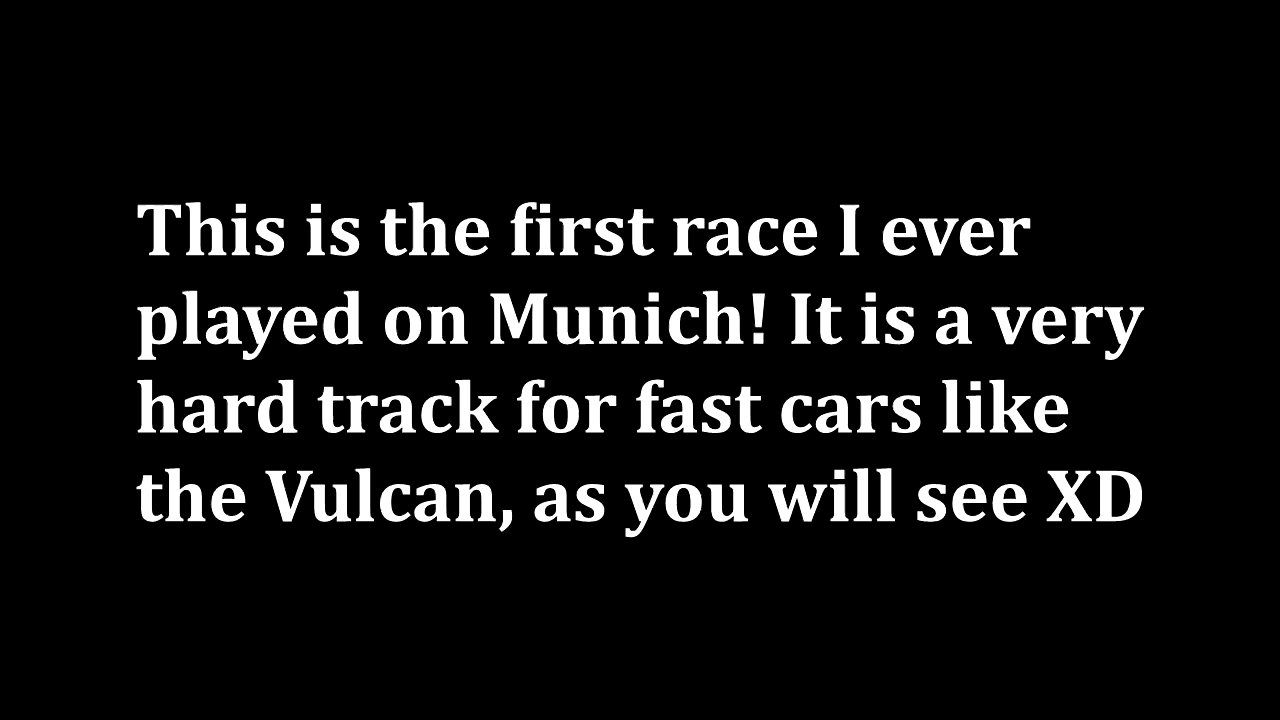 This is the first race I ever
played on Munich! It is a very
hard track for fast cars like
the Vulcan, as you will see XD